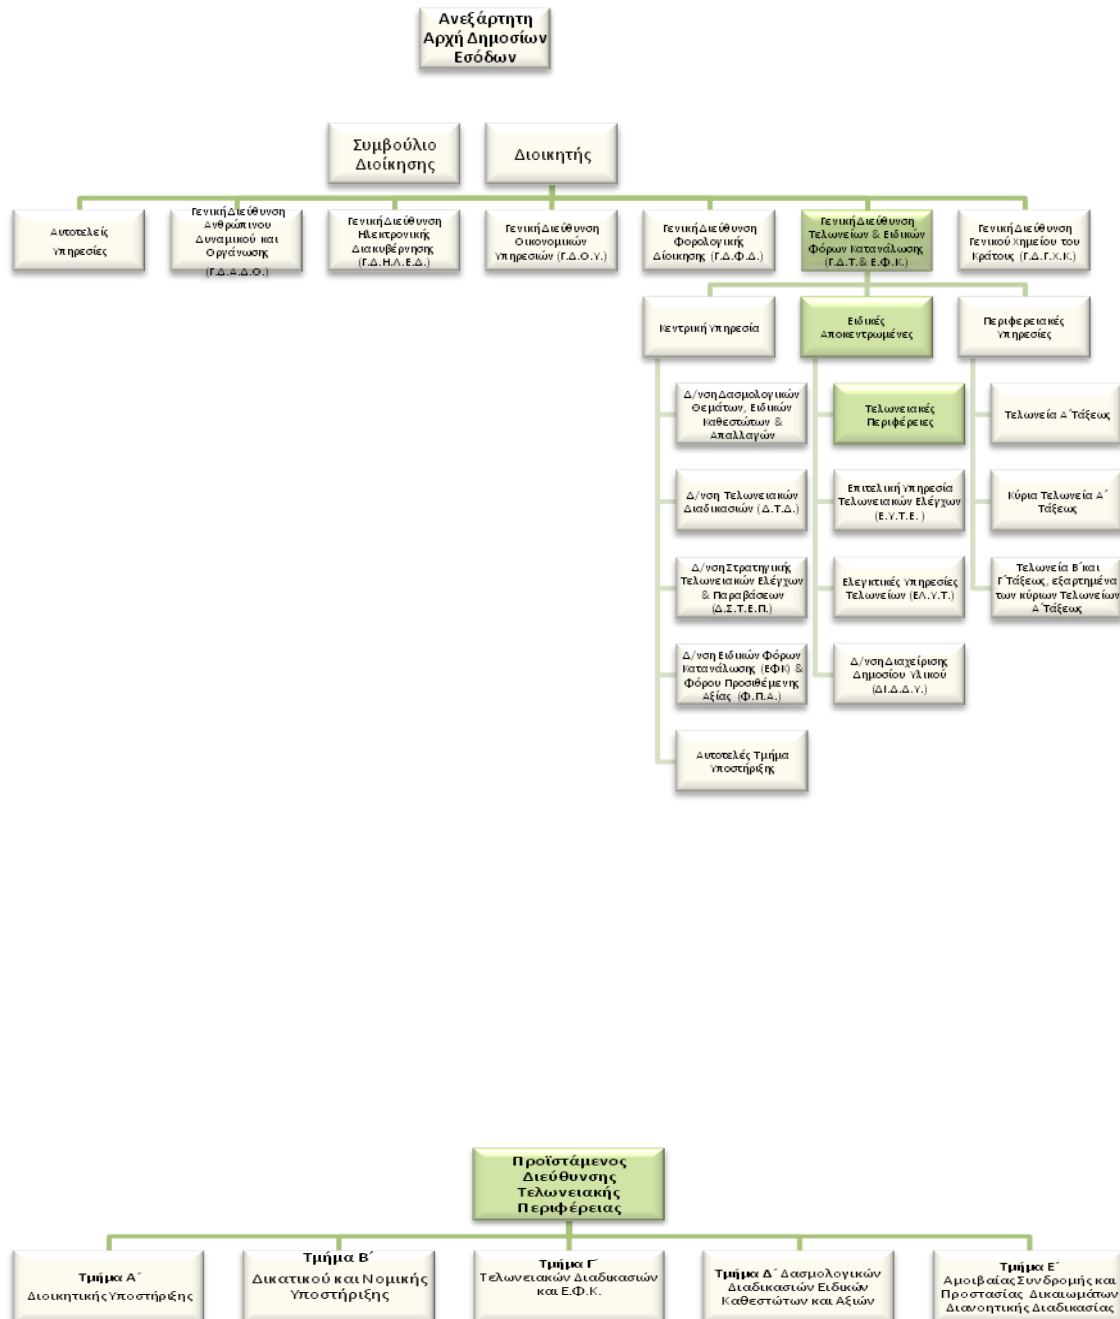 Ανεξάρτητη
Αρχή Δημοσίων
Εσόδων
Συμβούλιο
Διοίκησης
Διοικητής
Αυτοτελείς
Υπηρεσίες
Γενική Διεύθυνση
Ανθρώπινου
Δυναμικού και
Οργάνωσης
(Γ.Δ.Α.Δ.Ο.)
Γενική Διεύθυνση
Ηλεκτρονικής
Διακυβέρνησης
(Γ.Δ.Η.Λ.Ε.Δ.)
Γενική Διεύθυνση
Οικονομικών
Υπηρεσιών (Γ.Δ.Ο.Υ.)
Γενική Διεύθυνση
Φορολογικής
Διοίκησης (Γ.Δ.Φ.Δ.)
Γενική Διεύθυνση
Τελωνείων & Ειδικών
Φόρων Κατανάλωσης
(Γ.Δ.Τ.& Ε.Φ.Κ.)
Γενική Διεύθυνση
Γενικού Χημείου του
Κράτους (Γ.Δ.Γ.Χ.Κ.)
Κεντρική Υπηρεσία
Ειδικές
Αποκεντρωμένες
Περιφερειακές
Υπηρεσίες
Δ/νση Δασμολογικών
Θεμάτων, Ειδικών
Καθεστώτων &
Απαλλαγών
Τελωνειακές
Περιφέρειες
Τελωνεία Α΄ Τάξεως
Δ/νση Τελωνειακών
Διαδικασιών (Δ.Τ.Δ.)
Επιτελική Υπηρεσία
Τελωνειακών Ελέγχων
(Ε.Υ.Τ.Ε.)
Κύρια Τελωνεία Α΄
Τάξεως
Δ/νση Στρατηγικής
Τελωνειακών Ελέγχων
& Παραβάσεων
(Δ.Σ.Τ.Ε.Π.)
Ελεγκτικές Υπηρεσίες
Τελωνείων (ΕΛ.Υ.Τ.)
Τελωνεία Β΄ και
Γ΄ Τάξεως, εξαρτημένα
των κύριων Τελωνείων
Α΄ Τάξεως
Δ/νση Ειδικών Φόρων
Κατανάλωσης (ΕΦΚ) &
Φόρου Προστιθέμενης
Αξίας (Φ.Π.Α.)
Δ/νση Διαχείρισης
Δημοσίου Υλικού
(ΔΙ.Δ.Δ.Υ.)
Αυτοτελές Τμήμα
Υποστήριξης
Προϊστάμενος
Διεύθυνσης
Τελωνειακής
Περιφέρειας
Τμήμα Α΄
Διοικητικής Υποστήριξης
Τμήμα Β΄
Δικατικού και Νομικής
Υποστήριξης
Τμήμα Γ΄
Τελωνειακών Διαδικασιών
και Ε.Φ.Κ.
Τμήμα Δ΄ Δασμολογικών
Διαδικασιών Ειδικών
Καθεστώτων και Αξιών
Τμήμα Ε΄
Αμοιβαίας Συνδρομής και
Προστασίας Δικαιωμάτων
Διανοητικής Διαδικασίας